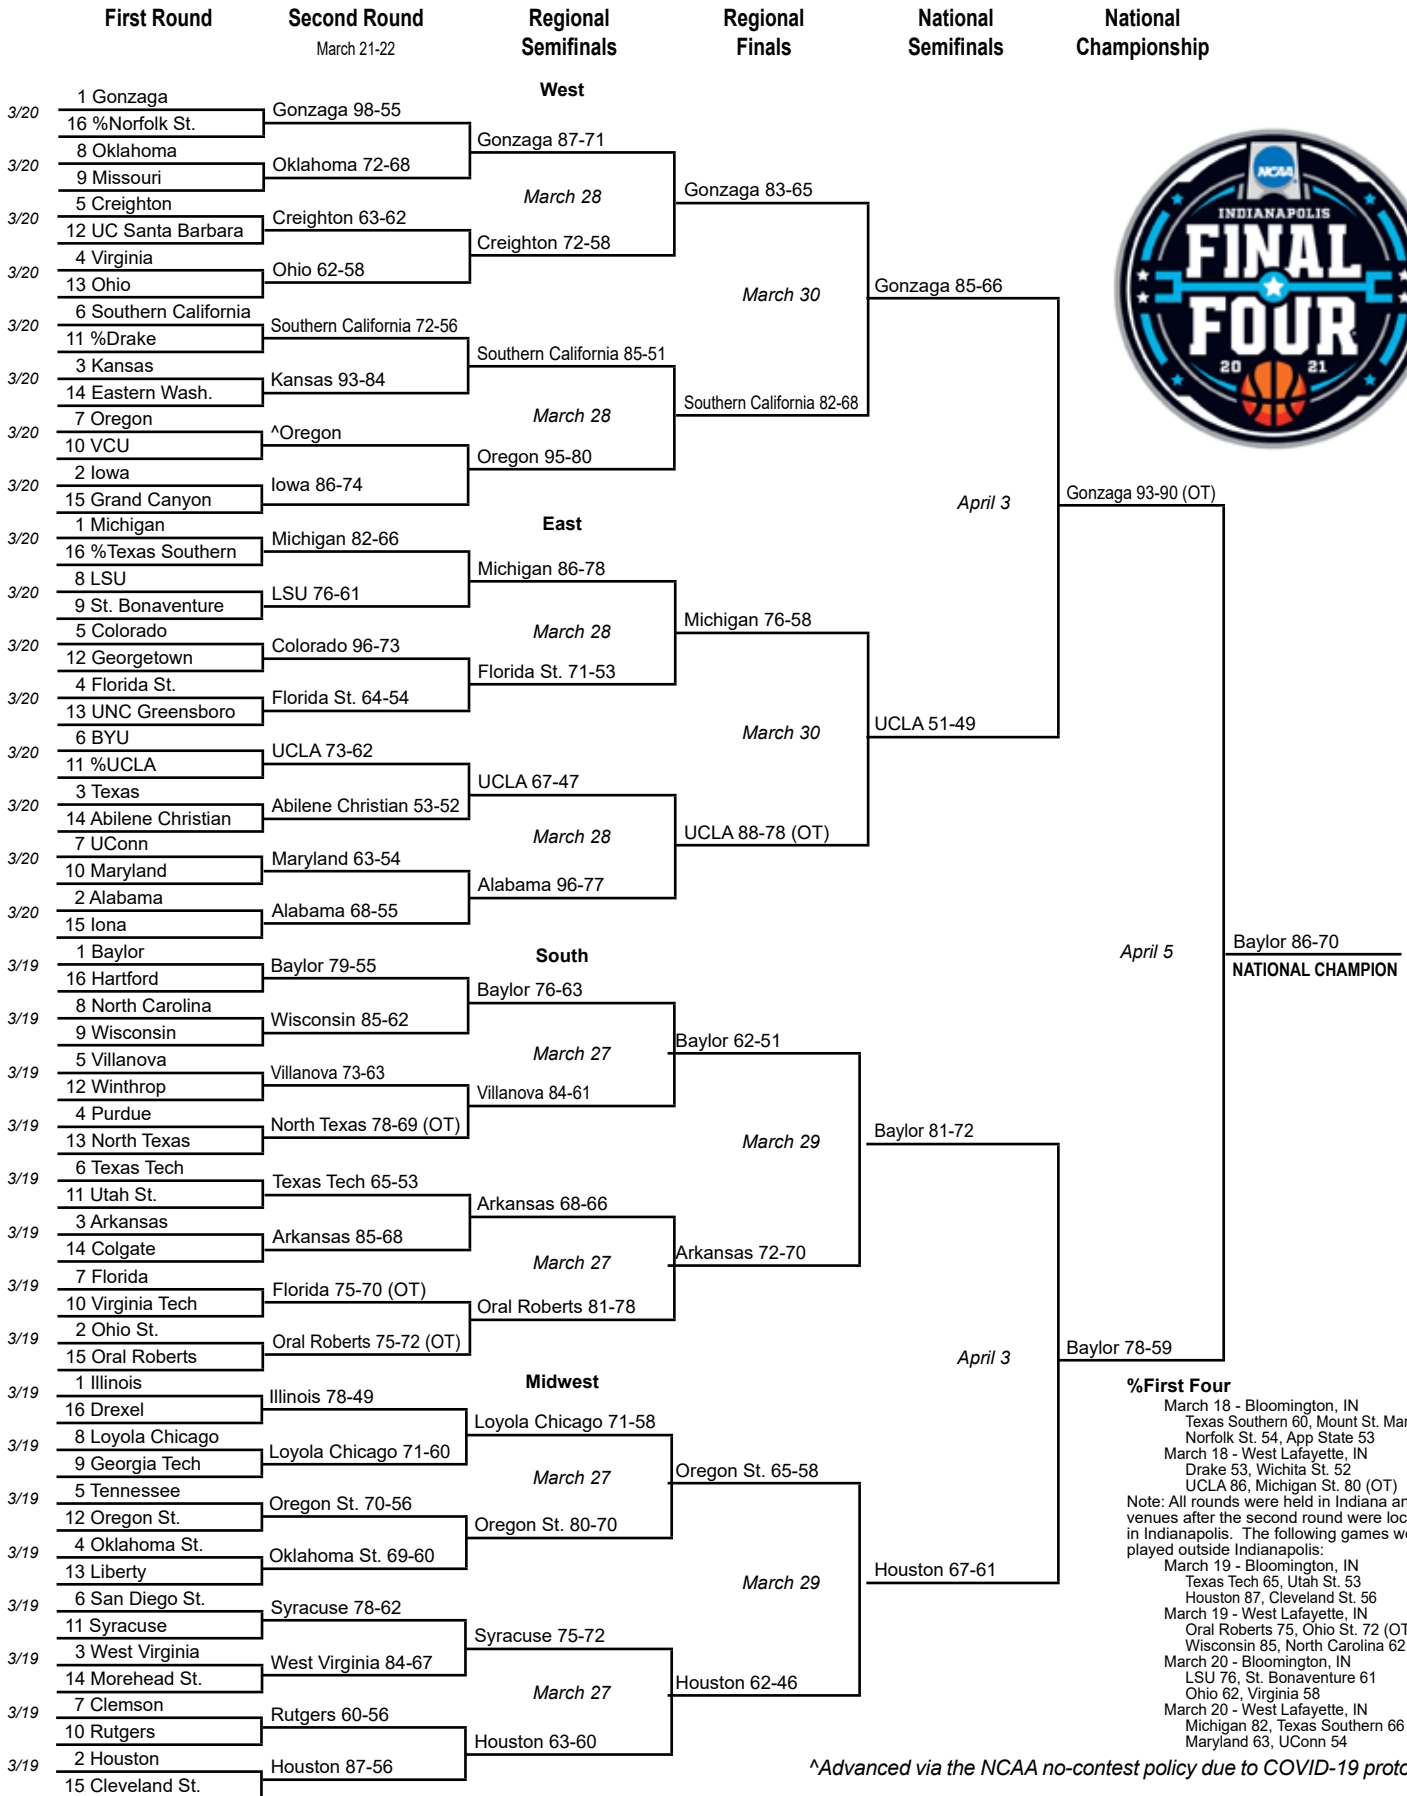 First Round
Second Round
March 21-22
Regional
Semifinals
Regional
Finals
National
Semifinals
National
Championship
West
3/20
1 Gonzaga
16 %Norfolk St.
3/20
8 Oklahoma
9 Missouri
3/20
5 Creighton
12 UC Santa Barbara
3/20
4 Virginia
13 Ohio
3/20
6 Southern California
11 %Drake
3/20
3 Kansas
14 Eastern Wash.
3/20
7 Oregon
10 VCU
3/20
2 Iowa
15 Grand Canyon
Gonzaga 98-55
Oklahoma 72-68
Creighton 63-62
Ohio 62-58
Southern California 72-56
Kansas 93-84
^Oregon
Iowa 86-74
Gonzaga 87-71
March 28
Creighton 72-58
Southern California 85-51
March 28
Oregon 95-80
Gonzaga 83-65
March 30
Southern California 82-68
Gonzaga 85-66
East
3/20
1 Michigan
16 %Texas Southern
3/20
8 LSU
9 St. Bonaventure
3/20
5 Colorado
12 Georgetown
3/20
4 Florida St.
13 UNC Greensboro
3/20
6 BYU
11 %UCLA
3/20
3 Texas
14 Abilene Christian
3/20
7 UConn
10 Maryland
3/20
2 Alabama
15 Iona
Michigan 82-66
LSU 76-61
Colorado 96-73
Florida St. 64-54
UCLA 73-62
Abilene Christian 53-52
Maryland 63-54
Alabama 68-55
Michigan 86-78
March 28
Florida St. 71-53
UCLA 67-47
March 28
Alabama 96-77
Michigan 76-58
March 30
UCLA 88-78 (OT)
UCLA 51-49
April 3
Gonzaga 93-90 (OT)
South
3/19
1 Baylor
16 Hartford
3/19
8 North Carolina
9 Wisconsin
3/19
5 Villanova
12 Winthrop
3/19
4 Purdue
13 North Texas
3/19
6 Texas Tech
11 Utah St.
3/19
3 Arkansas
14 Colgate
3/19
7 Florida
10 Virginia Tech
3/19
2 Ohio St.
15 Oral Roberts
Baylor 79-55
Wisconsin 85-62
Villanova 73-63
North Texas 78-69 (OT)
Texas Tech 65-53
Arkansas 85-68
Florida 75-70 (OT)
Oral Roberts 75-72 (OT)
Baylor 76-63
March 27
Villanova 84-61
Arkansas 68-66
March 27
Oral Roberts 81-78
Baylor 62-51
March 29
Arkansas 72-70
Baylor 81-72
Midwest
3/19
1 Illinois
16 Drexel
3/19
8 Loyola Chicago
9 Georgia Tech
3/19
5 Tennessee
12 Oregon St.
3/19
4 Oklahoma St.
13 Liberty
3/19
6 San Diego St.
11 Syracuse
3/19
3 West Virginia
14 Morehead St.
3/19
7 Clemson
10 Rutgers
3/19
2 Houston
15 Cleveland St.
Illinois 78-49
Loyola Chicago 71-60
Oregon St. 70-56
Oklahoma St. 69-60
Syracuse 78-62
West Virginia 84-67
Rutgers 60-56
Houston 87-56
Loyola Chicago 71-58
March 27
Oregon St. 80-70
Syracuse 75-72
March 27
Houston 63-60
Oregon St. 65-58
March 29
Houston 62-46
Houston 67-61
April 3
Baylor 78-59
April 5
Baylor 86-70
NATIONAL CHAMPION
NCAA
INDIANAPOLIS
FINAL
FOUR
20 21
%First Four
March 18 - Bloomington, IN
Texas Southern 60, Mount St. Mar
Norfolk St. 54, App State 53
March 18 - West Lafayette, IN
Drake 53, Wichita St. 52
UCLA 86, Michigan St. 80 (OT)
Note: All rounds were held in Indiana an
venues after the second round were loc
in Indianapolis. The following games we
played outside Indianapolis:
March 19 - Bloomington, IN
Texas Tech 65, Utah St. 53
Houston 87, Cleveland St. 56
March 19 - West Lafayette, IN
Oral Roberts 75, Ohio St. 72 (OT
Wisconsin 85, North Carolina 62
March 20 - Bloomington, IN
LSU 76, St. Bonaventure 61
Ohio 62, Virginia 58
March 20 - West Lafayette, IN
Michigan 82, Texas Southern 66
Maryland 63, UConn 54
^Advanced via the NCAA no-contest policy due to COVID-19 proto